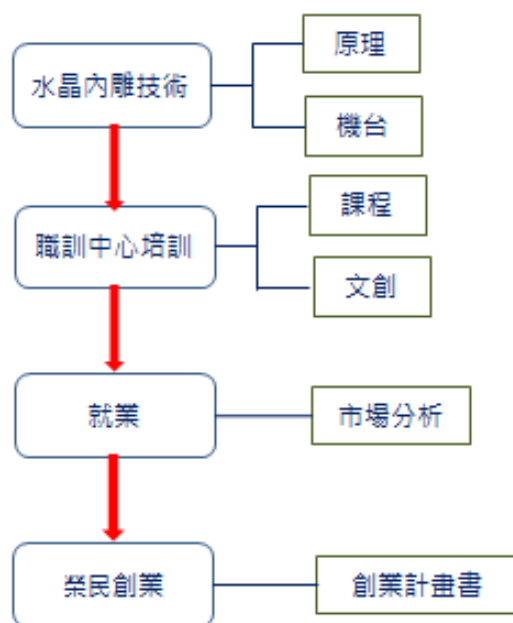 水晶內雕技術
原理
機台
職訓中心培訓
課程
文創
就業
市場分析
榮民創業
創業計畫書